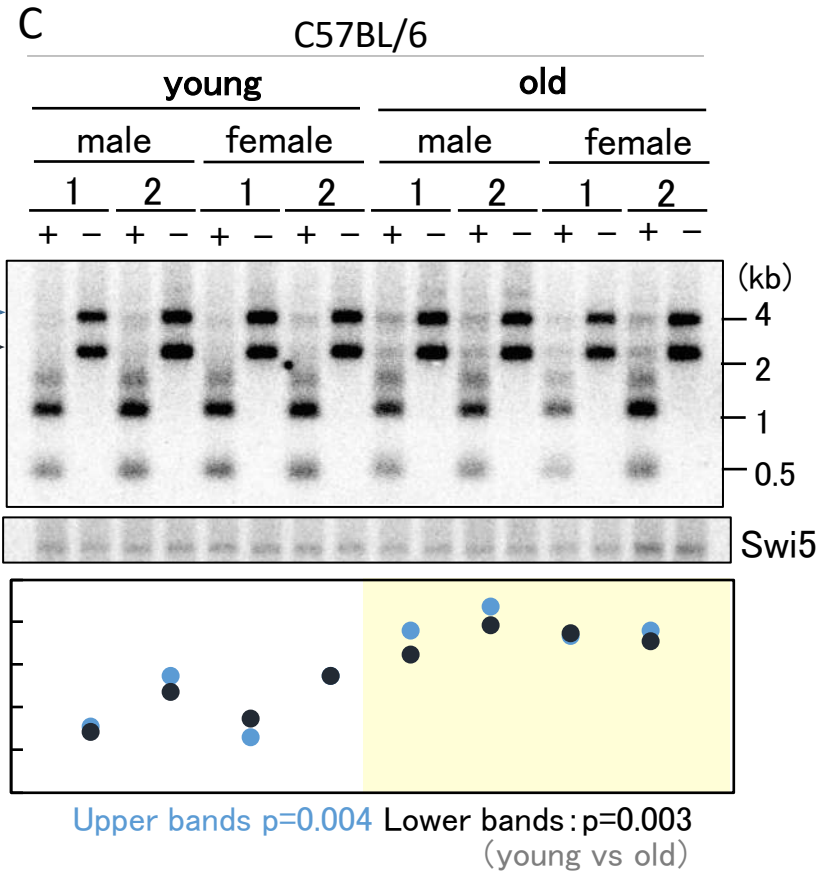 C
C57BL/6
young old
male female male female
1 2 1 2 1 2 1 2
+ − + − + − + − + − + − + − + −
(kb)
4
2
1
0.5
Swi5
Upper bands p=0.004 Lower bands:p=0.003
(young vs old)